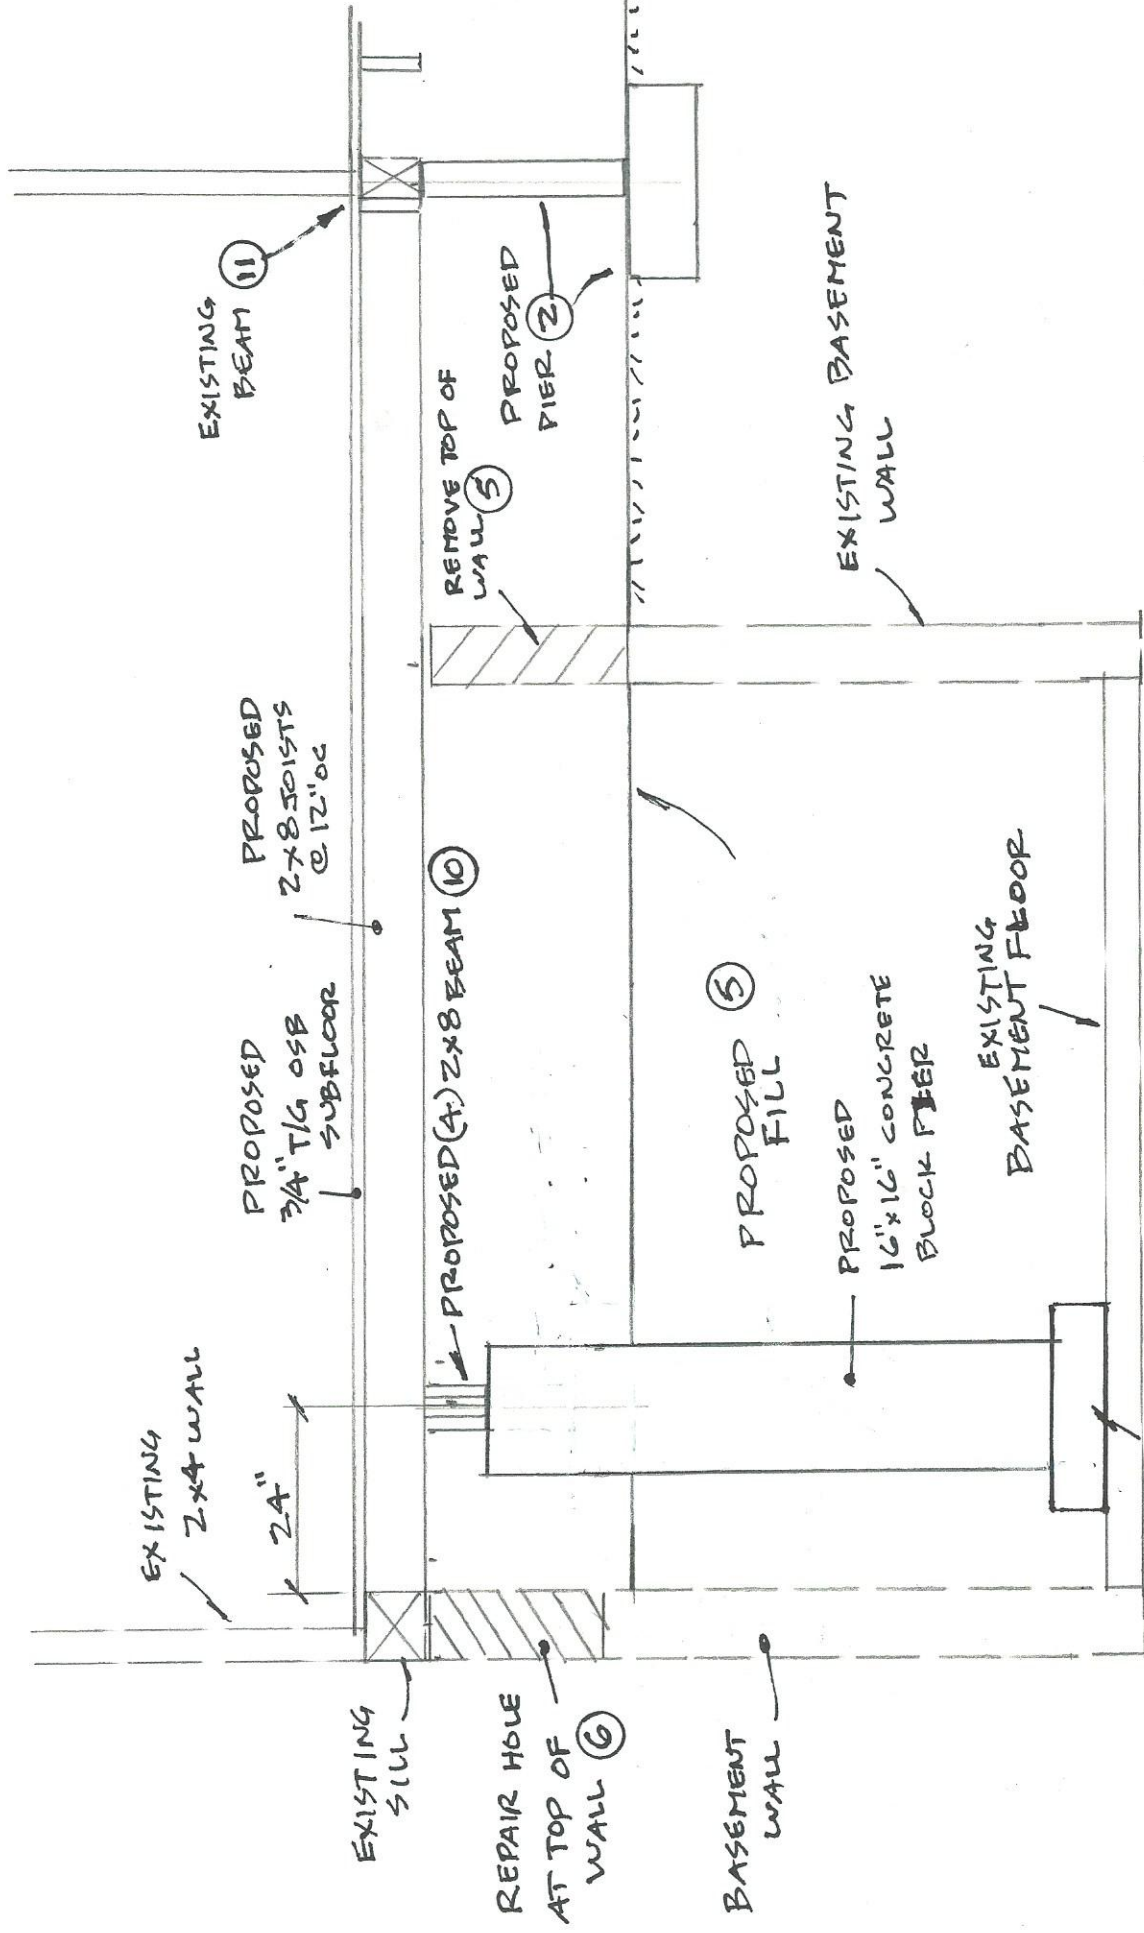 EXISTING
2x4 WALL
24"
PROPOSED
3/4" T/G OSB
SUBFLOOR
PROPOSED
2x8 JOISTS
@ 12" OC
EXISTING
BEAM 11
EXISTING
SILL
PROPOSED (4) 2x8 BEAM 10
REMOVE TOP OF
WALL 5
PROPOSED
PIER 2
REPAIR HOLE
AT TOP OF
WALL 6
PROPOSED 5
FILL
BASEMENT
WALL
PROPOSED
16"x16" CONCRETE
BLOCK PIER
EXISTING
BASEMENT FLOOR
EXISTING BASEMENT
WALL